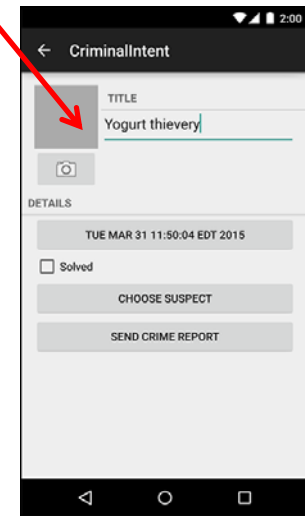 2:00
CriminalIntent
TITLE
Yogurt thievery
DETAILS
TUE MAR 31 11:50:04 EDT 2015
Solved
CHOOSE SUSPECT
SEND CRIME REPORT